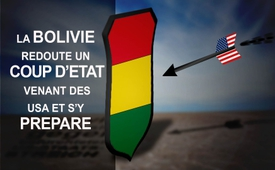 LA BOLIVIE
REDOUTE UN
COUP D'ETAT
VENANT DES
USA ET S'Y
PREPARE